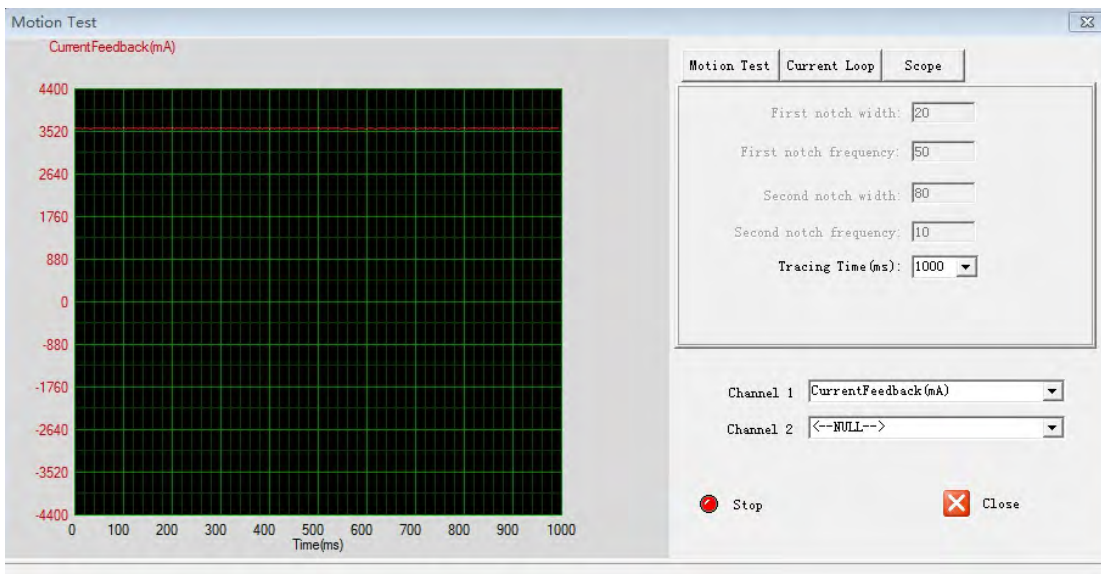 Motion Test
CurrentFeedback(mA)
4400
3520
2640
1760
880
0
-880
-1760
-2640
-3520
-4400
0 100 200 300 400 500 600 700 800 900 1000
Time(ms)
Motion Test Current Loop Scope
First notch width: 20
First notch frequency: 50
Second notch width: 80
Second notch frequency: 10
Tracing Time(ms): 1000
Channel 1 CurrentFeedback(mA)
Channel 2 <--NULL-->
Stop Close